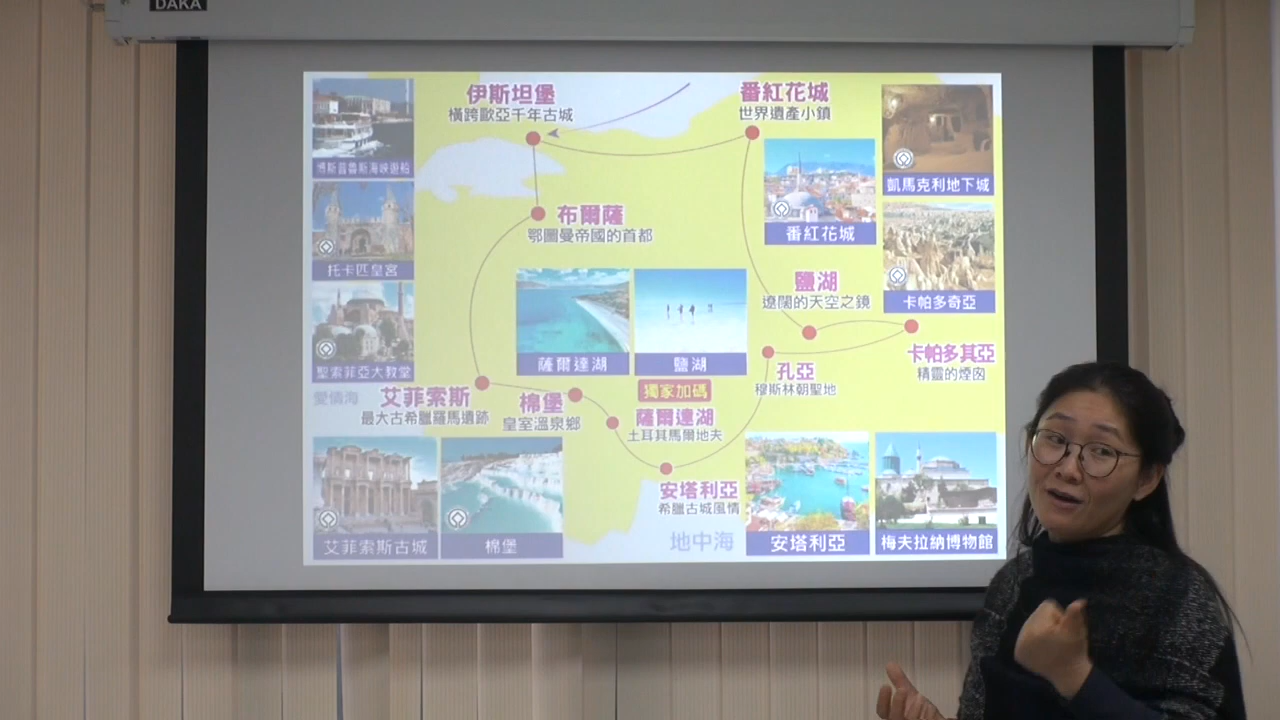 DAKA
伊斯坦堡
橫跨歐亞千年古城
番紅花城
世界遺產小鎮
博斯普魯斯海峽遊船
凱馬克利地下城
布爾薩
鄂圖曼帝國的首都
番紅花城
托卡匹皇宮
鹽湖
遼闊的天空之鏡
卡帕多奇亞
薩爾達湖
鹽湖
聖索菲亞大教堂
卡帕多其亞
精靈的煙囪
孔亞
穆斯林朝聖地
獨家加碼
愛情海
艾菲索斯
最大古希臘羅馬遺跡
棉堡
皇室溫泉鄉
薩爾達湖
土耳其馬爾地夫
安塔利亞
希臘古城風情
地中海
艾菲索斯古城
棉堡
安塔利亞
梅夫拉納博物館